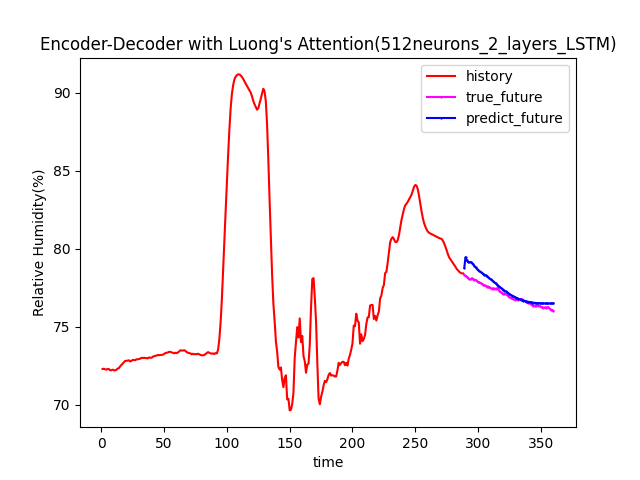 Encoder-Decoder with Luong's Attention(512neurons_2_layers_LSTM)
history
true_future
predict_future
90
85
80
75
70
Relative Humidity(%)
0 50 100 150 200 250 300 350
time